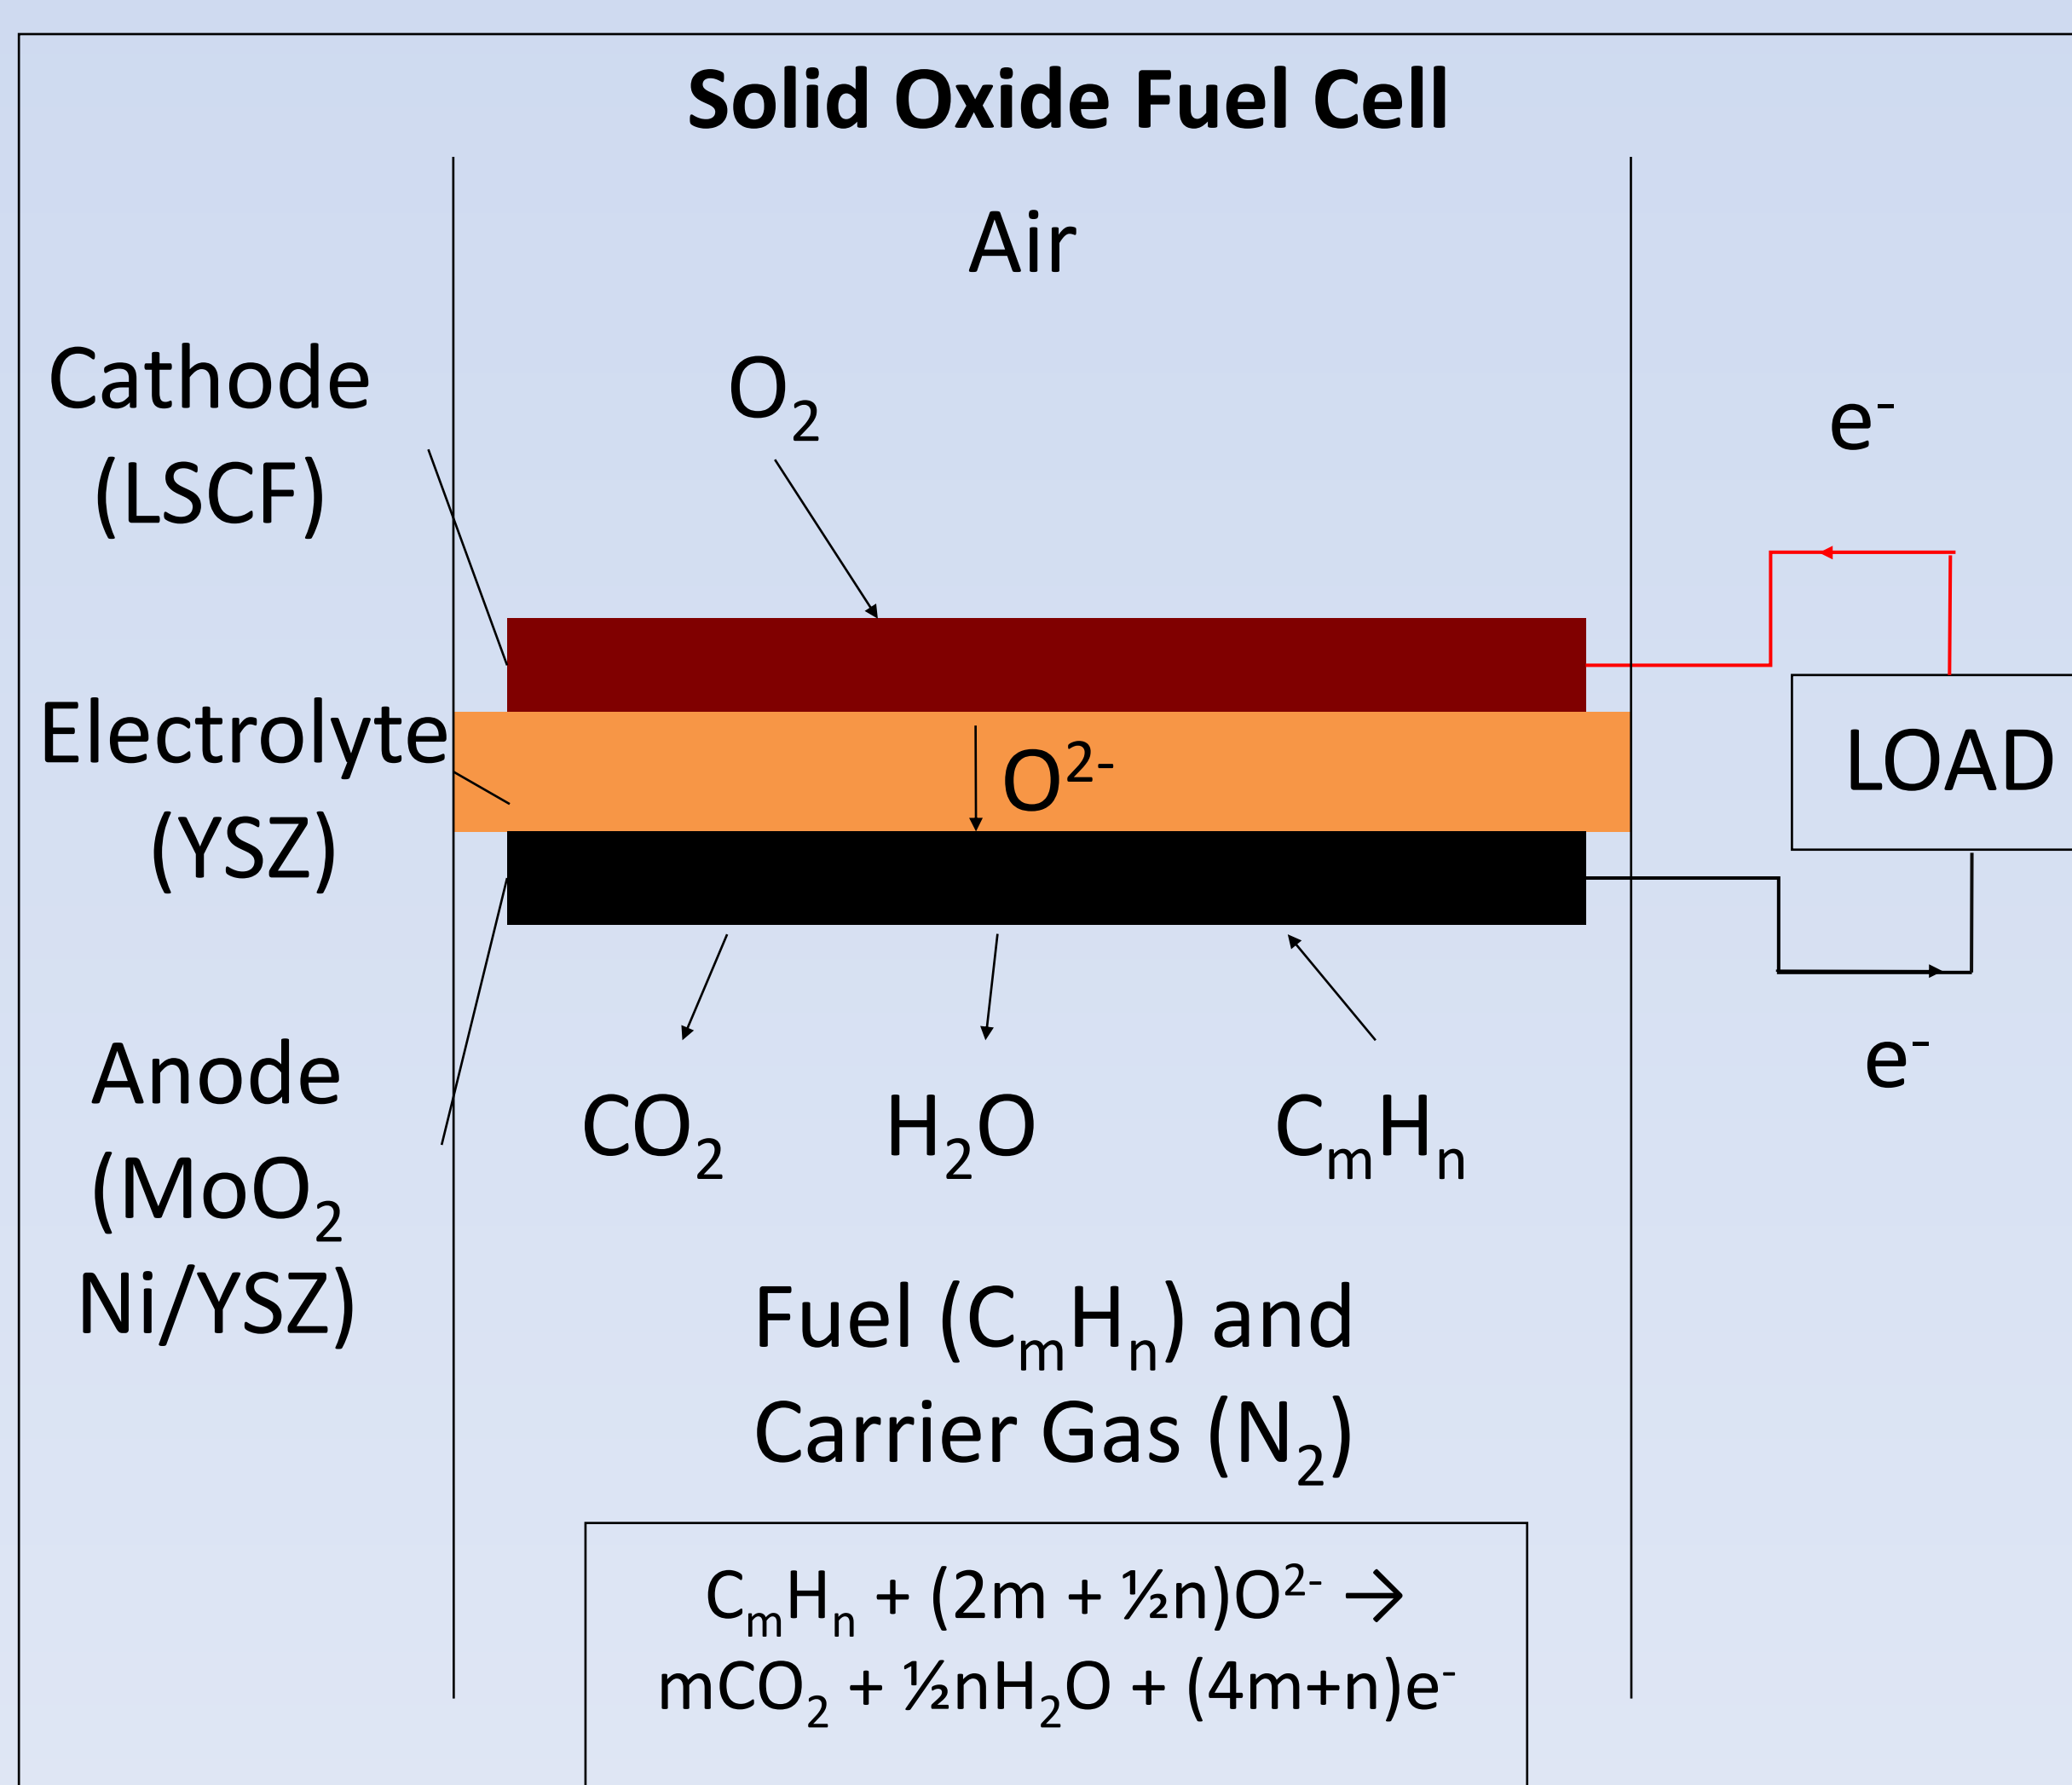 Solid Oxide Fuel Cell
Air
Cathode
(LSCF)
O₂
e⁻
Electrolyte
(YSZ)
O²⁻
LOAD
Anode
(MoO₂
Ni/YSZ)
CO₂
H₂O
CₘHₙ
e⁻
Fuel (CₘHₙ) and
Carrier Gas (N₂)
CₘHₙ + (2m + ½n)O²⁻ →
mCO₂ + ½nH₂O + (4m+n)e⁻